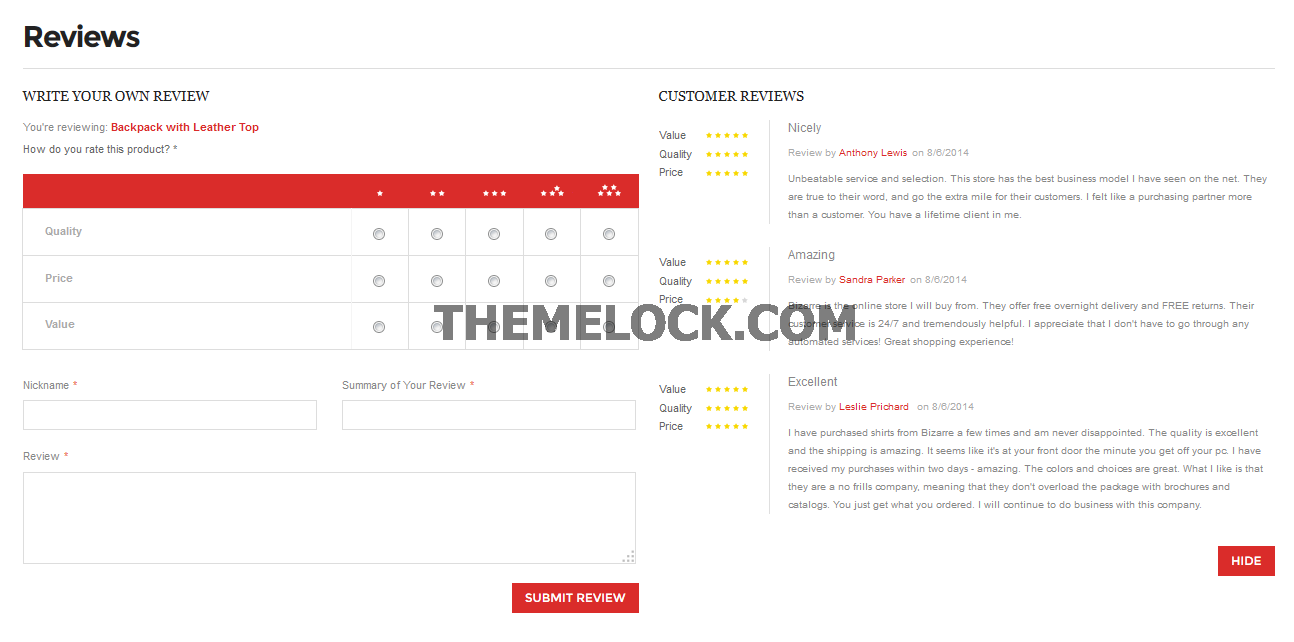 Reviews
WRITE YOUR OWN REVIEW
You're reviewing: Backpack with Leather Top
How do you rate this product? *
Quality
Price
Value
Nickname *
Summary of Your Review *
Review *
SUBMIT REVIEW
CUSTOMER REVIEWS
Value
Quality
Price
Nicely
Review by Anthony Lewis on 8/6/2014
Unbeatable service and selection. This store has the best business model I have seen on the net. They
are true to their word, and go the extra mile for their customers. I felt like a purchasing partner more
than a customer. You have a lifetime client in me.
Value
Quality
Price
Amazing
Review by Sandra Parker on 8/6/2014
Bizarre is the online store I will buy from. They offer free overnight delivery and FREE returns. Their
customer service is 24/7 and tremendously helpful. I appreciate that I don't have to go through any
automated services! Great shopping experience!
THEMELOCK.COM
Value
Quality
Price
Excellent
Review by Leslie Prichard on 8/6/2014
I have purchased shirts from Bizarre a few times and am never disappointed. The quality is excellent
and the shipping is amazing. It seems like it's at your front door the minute you get off your pc. I have
received my purchases within two days - amazing. The colors and choices are great. What I like is that
they are a no frills company, meaning that they don't overload the package with brochures and
catalogs. You just get what you ordered. I will continue to do business with this company.
HIDE